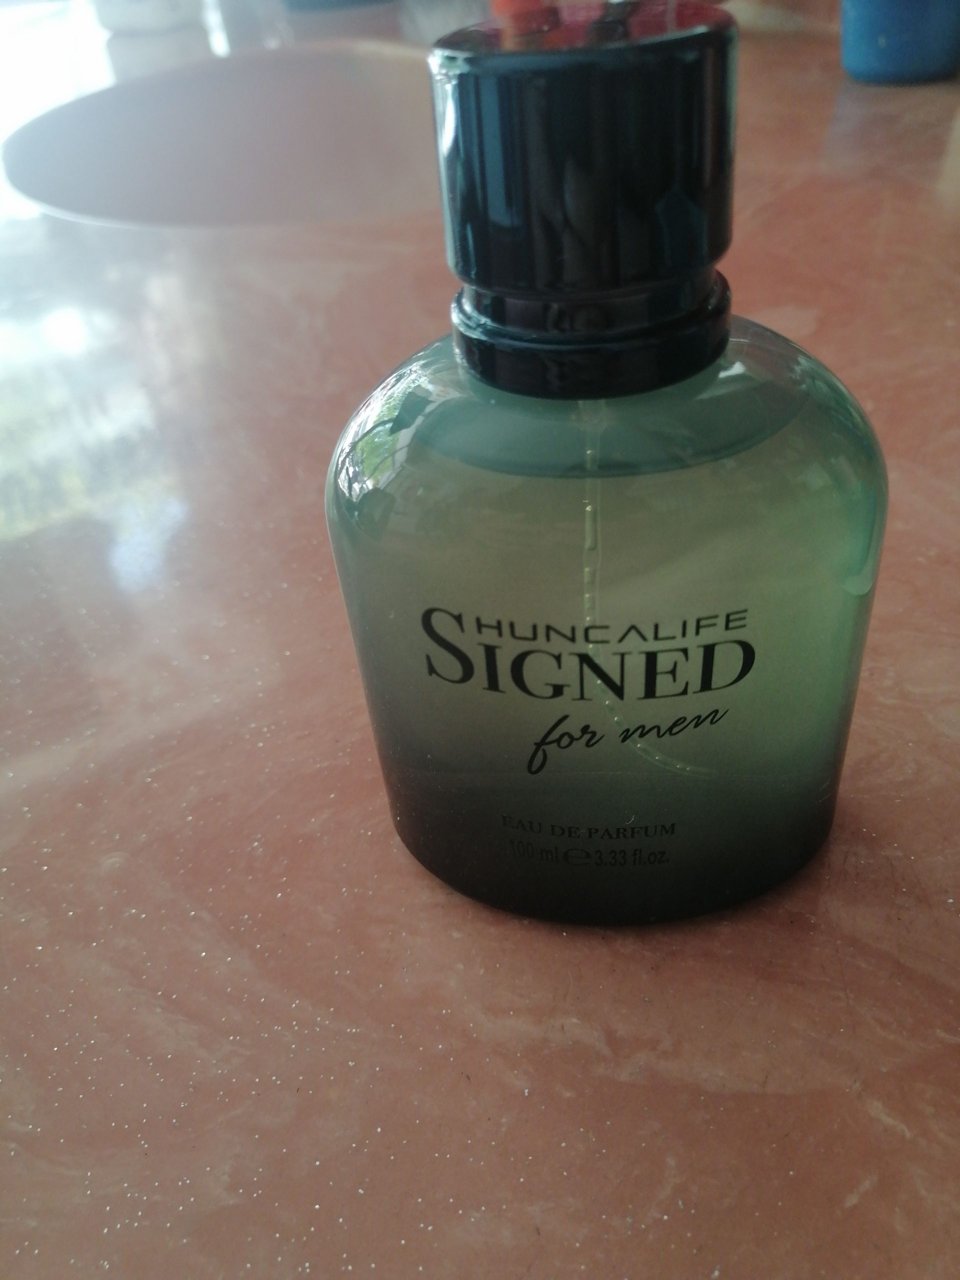 HUNCALIFE
SIGNED
for men
EAU DE PARFUM
100 ml ℮ 3.33 fl.oz.